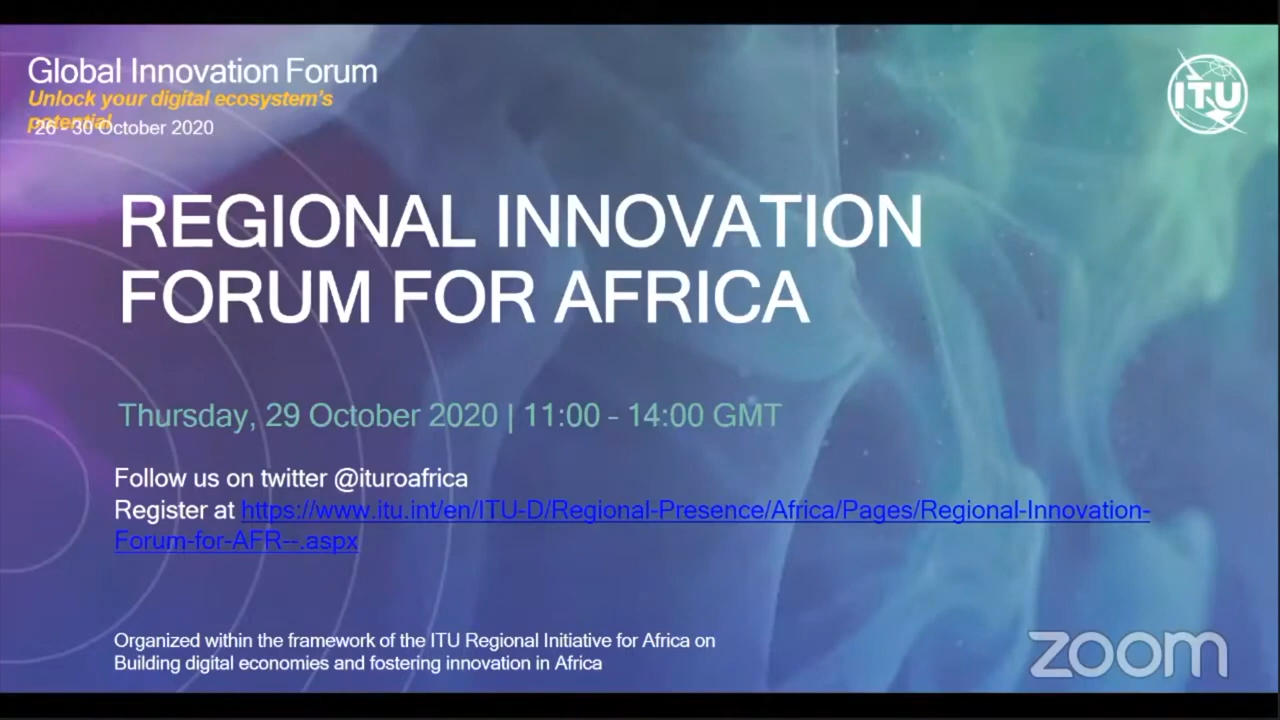 Global Innovation Forum
Unlock your digital ecosystem's
potential
26 - 30 October 2020
ITU
REGIONAL INNOVATION
FORUM FOR AFRICA
Thursday, 29 October 2020 | 11:00 - 14:00 GMT
Follow us on twitter @ituroafrica
Register at https://www.itu.int/en/ITU-D/Regional-Presence/Africa/Pages/Regional-Innovation-
Forum-for-AFR--.aspx
Organized within the framework of the ITU Regional Initiative for Africa on
Building digital economies and fostering innovation in Africa
zoom